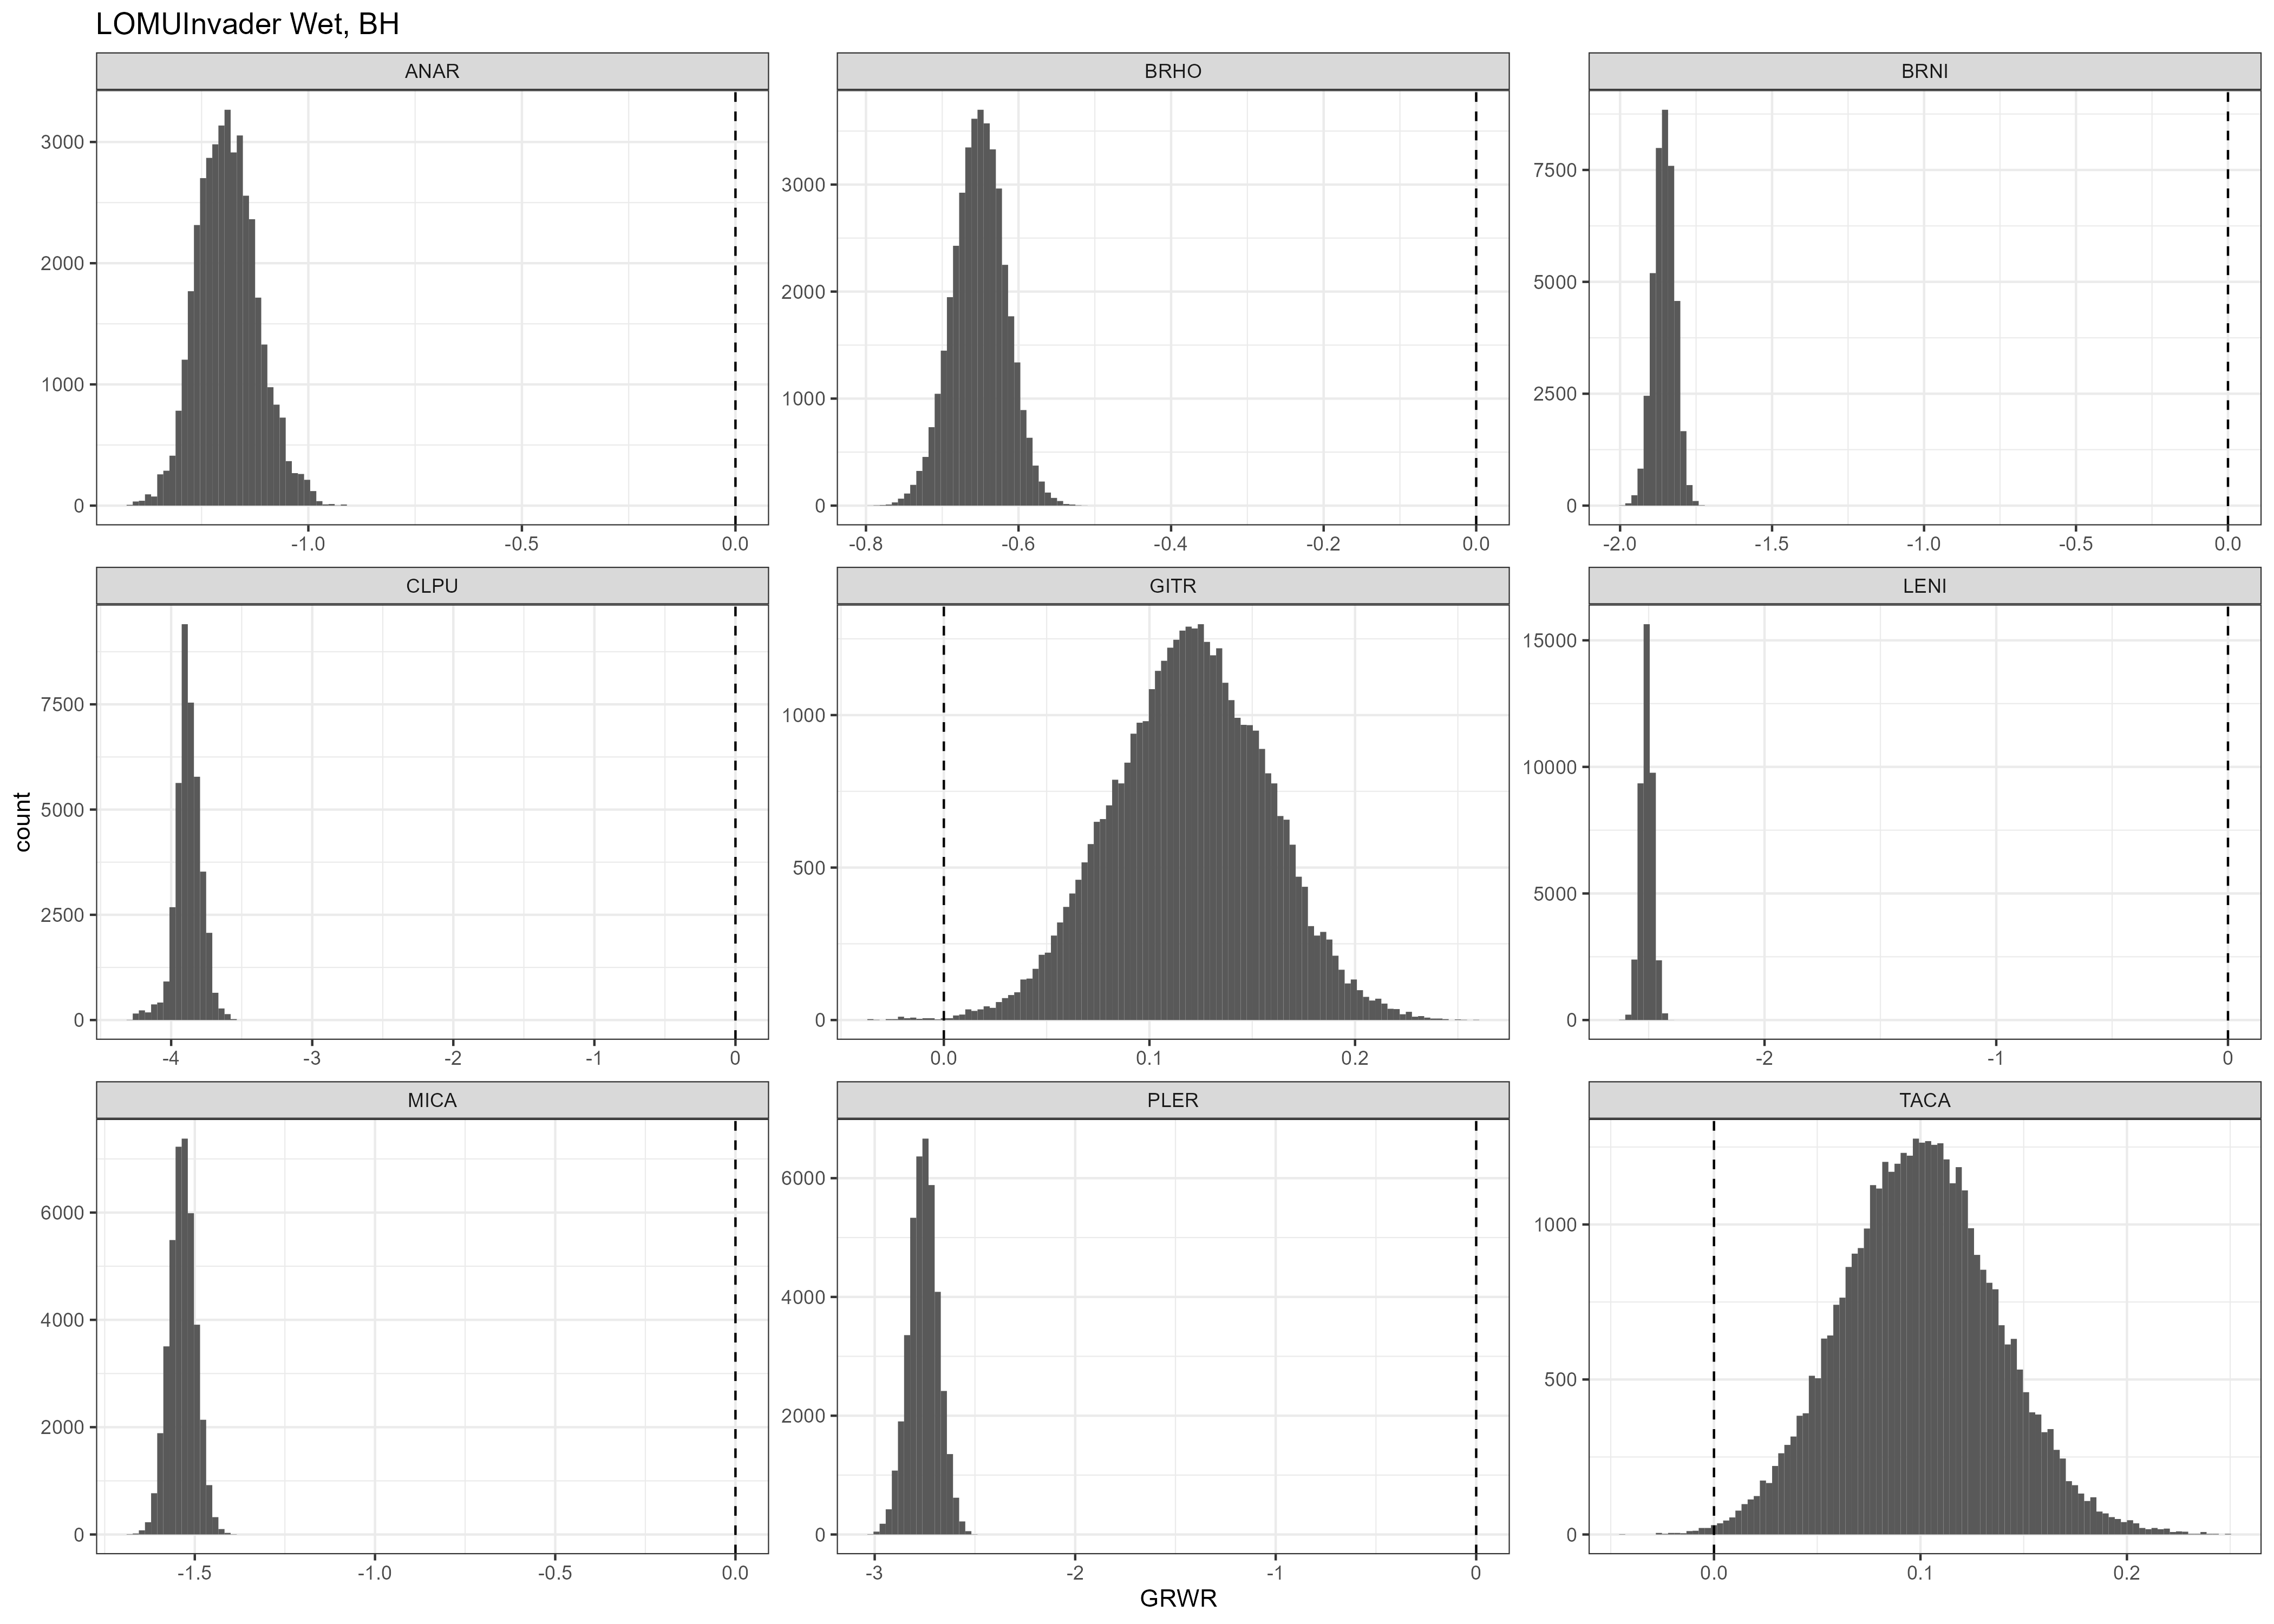 LOMUInvader Wet, BH
ANAR
BRHO
BRNI
3000
2000
1000
0
3000
2000
1000
0
7500
5000
2500
0
-1.0 -0.5 0.0
-0.8 -0.6 -0.4 -0.2 0.0
-2.0 -1.5 -1.0 -0.5 0.0
CLPU
GITR
LENI
count
7500
5000
2500
0
1000
500
0
15000
10000
5000
0
-4 -3 -2 -1 0
0.0 0.1 0.2
-2 -1 0
MICA
PLER
TACA
6000
4000
2000
0
6000
4000
2000
0
1000
500
0
-1.5 -1.0 -0.5 0.0
-3 -2 -1 0
0.0 0.1 0.2
GRWR